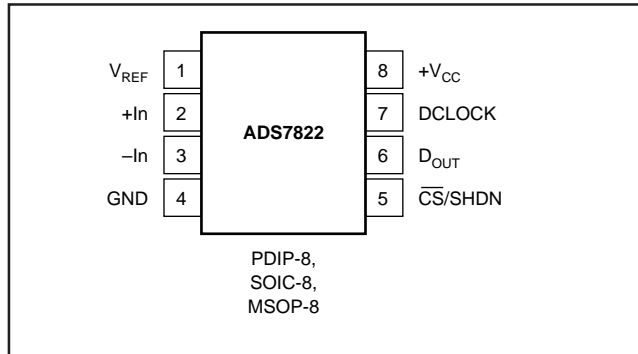 V_REF 1 8 +V_CC
+In 2 7 DCLOCK
ADS7822
–In 3 6 D_OUT
GND 4 5 C̅S̅/SHDN
PDIP-8,
SOIC-8,
MSOP-8